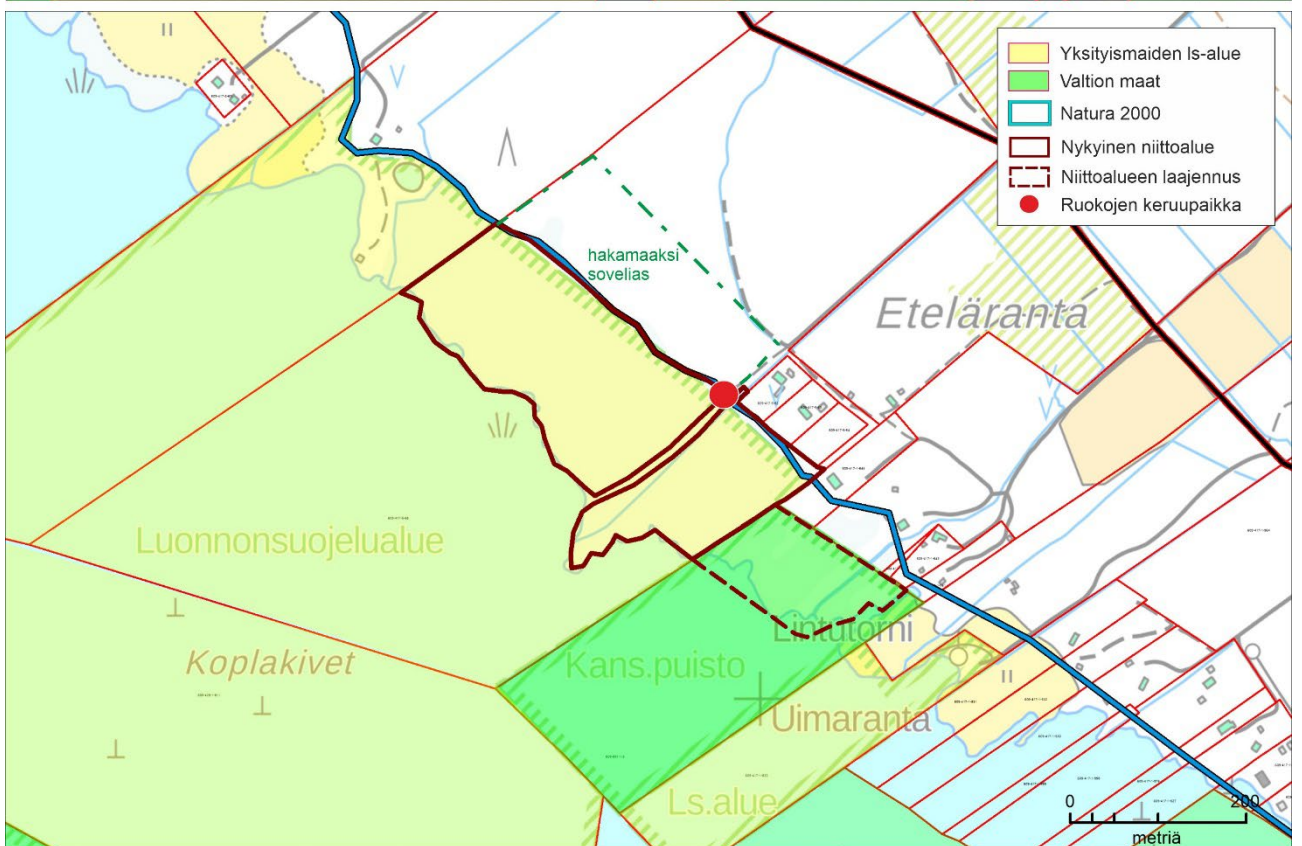 Yksityismaiden ls-alue
Valtion maat
Natura 2000
Nykyinen niittoalue
Niittoalueen laajennus
Ruokojen keruupaikka
hakamaaksi
sovelias
Eteläranta
Luonnonsuojelualue
Lintutorni
Koplakivet
Kans.puisto
Uimaranta
Ls.alue
0 200
metriä